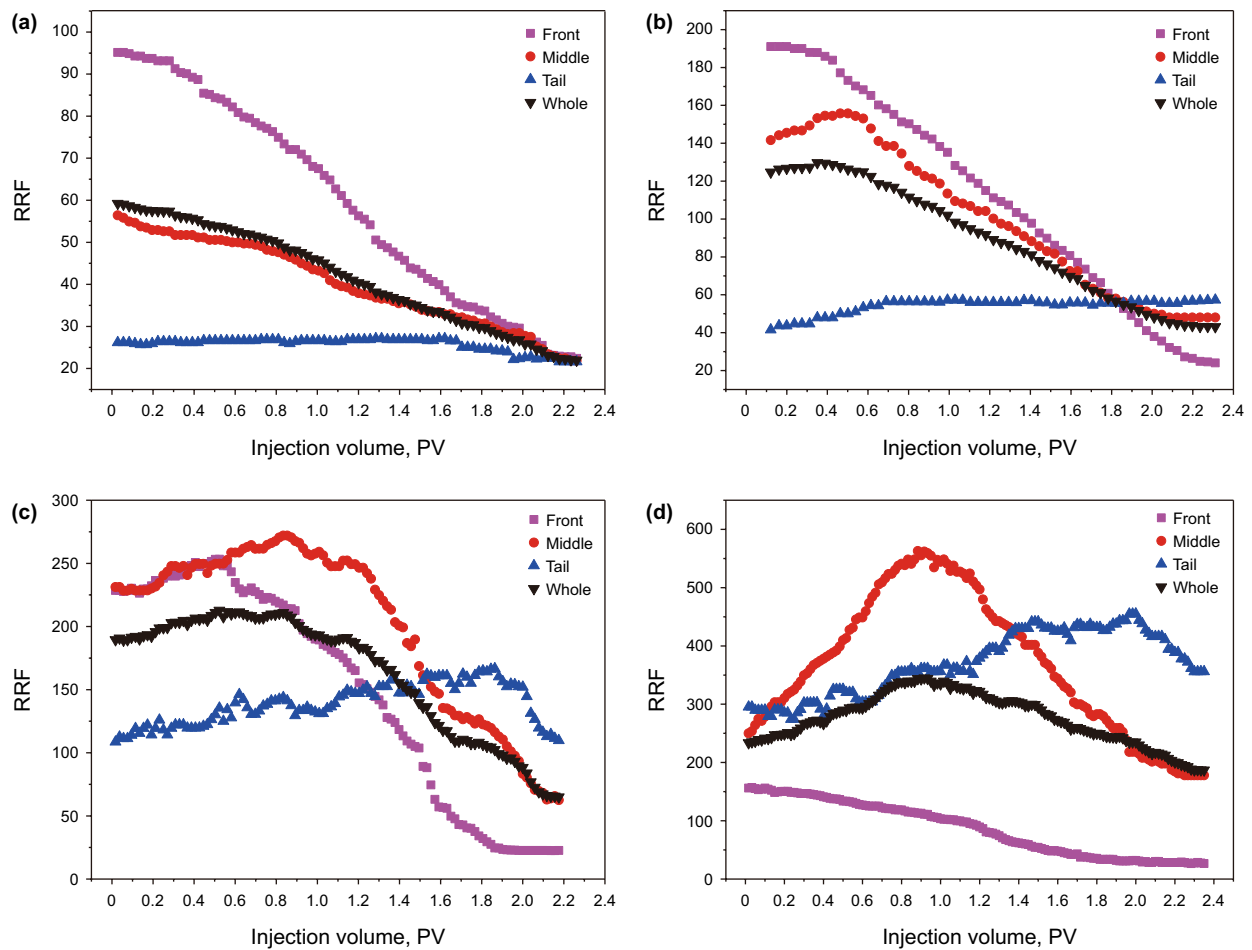 (a)
100
90
80
70
60
50
40
30
20
RRF
0 0.2 0.4 0.6 0.8 1.0 1.2 1.4 1.6 1.8 2.0 2.2 2.4
Injection volume, PV
Front
Middle
Tail
Whole
(b)
200
180
160
140
120
100
80
60
40
20
RRF
0 0.2 0.4 0.6 0.8 1.0 1.2 1.4 1.6 1.8 2.0 2.2 2.4
Injection volume, PV
Front
Middle
Tail
Whole
(c)
300
250
200
150
100
50
25
0
RRF
0 0.2 0.4 0.6 0.8 1.0 1.2 1.4 1.6 1.8 2.0 2.2 2.4
Injection volume, PV
Front
Middle
Tail
Whole
(d)
600
500
400
300
200
100
0
RRF
0 0.2 0.4 0.6 0.8 1.0 1.2 1.4 1.6 1.8 2.0 2.2 2.4
Injection volume, PV
Front
Middle
Tail
Whole